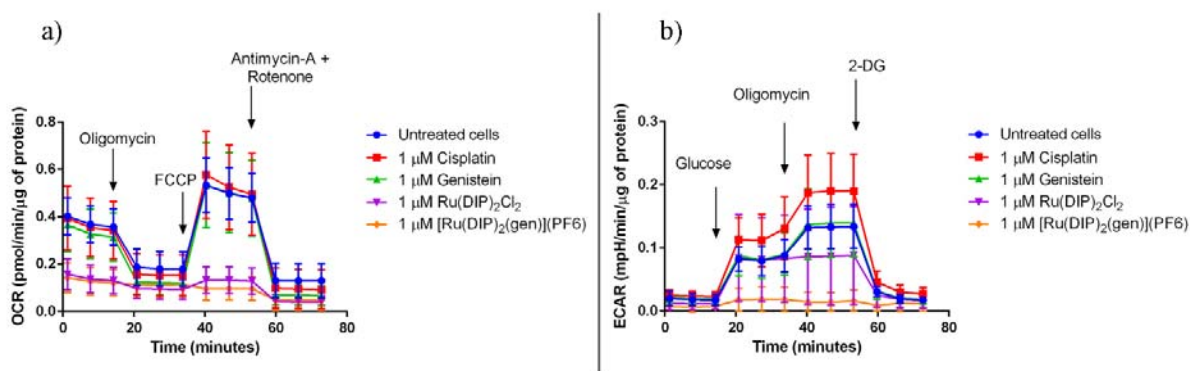 a)
Antimycin-A +
Rotenone
Oligomycin
FCCP
OCR (pmol/min/µg of protein)
0.8
0.6
0.4
0.2
0.0
0
20
40
60
80
Time (minutes)
Untreated cells
1 µM Cisplatin
1 µM Genistein
1 µM Ru(DIP)₂Cl₂
1 µM [Ru(DIP)₂(gen)](PF6)
b)
2-DG
Oligomycin
Glucose
ECAR (mpH/min/µg of protein)
0.3
0.2
0.1
0.0
0
20
40
60
80
Time (minutes)
Untreated cells
1 µM Cisplatin
1 µM Genistein
1 µM Ru(DIP)₂Cl₂
1 µM [Ru(DIP)₂(gen)](PF6)